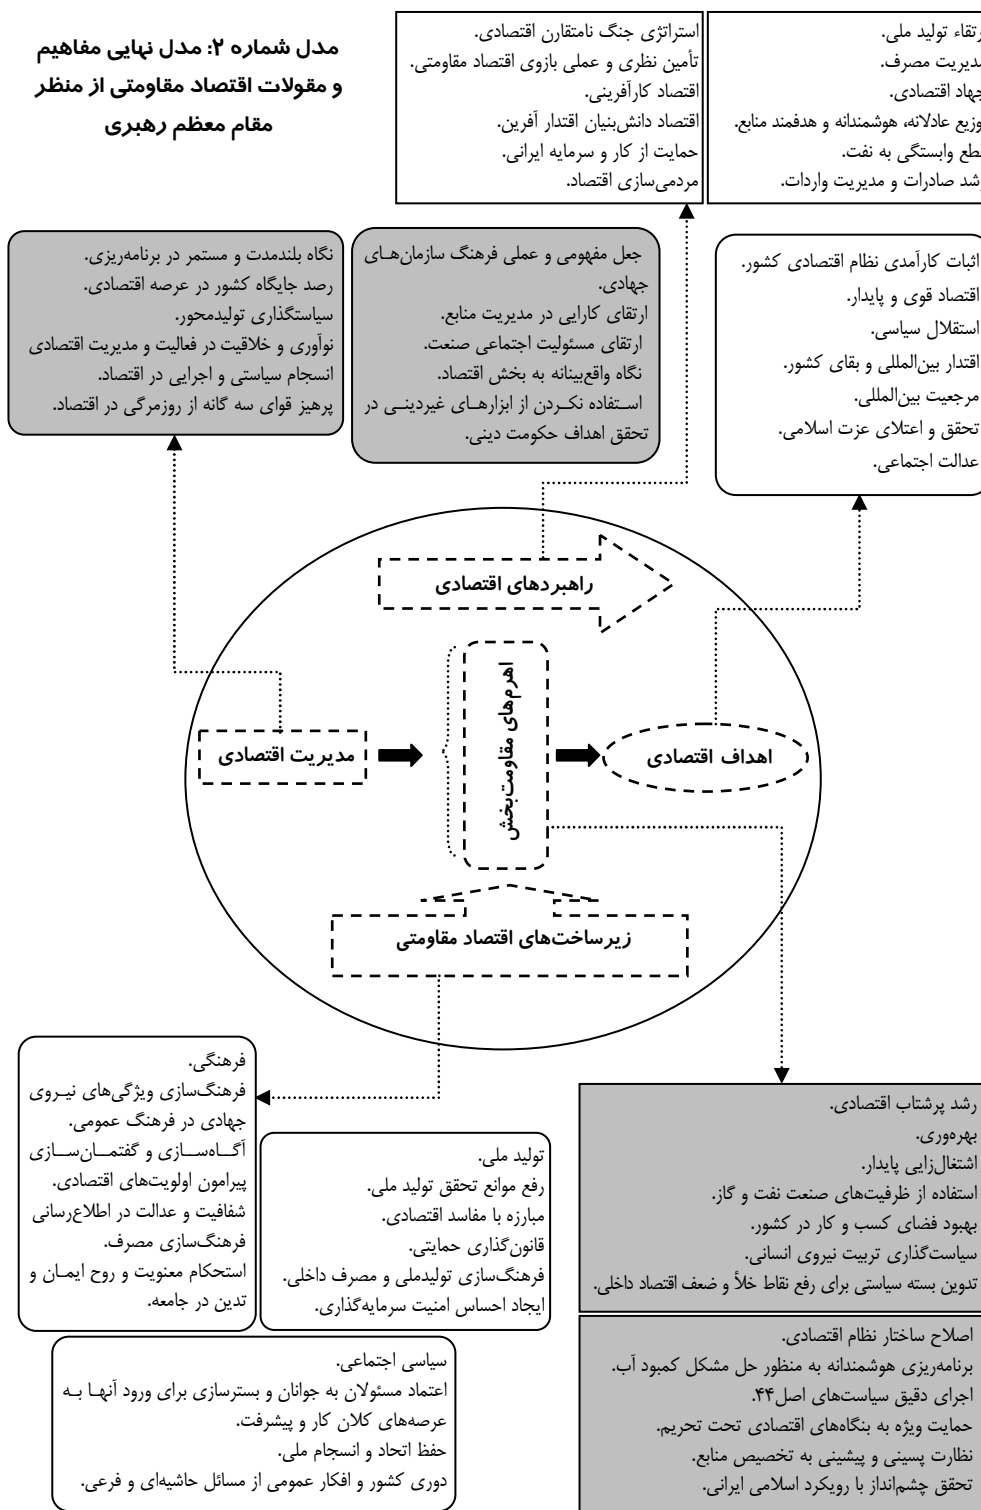 مدل شماره ۲: مدل نهایی مفاهیم
و مقولات اقتصاد مقاومتی از منظر
مقام معظم رهبری
رتقاء تولید ملی.
مدیریت مصرف.
جهاد اقتصادی.
وزیع عادلانه، هوشمندانه و هدفمند منابع.
قطع وابستگی به نفت.
رشد صادرات و مدیریت واردات.
استراتژی جنگ نامتقارن اقتصادی.
تأمین نظری و عملی بازوی اقتصاد مقاومتی.
اقتصاد کارآفرینی.
اقتصاد دانش‌بنیان اقتدار آفرین.
حمایت از کار و سرمایه ایرانی.
مردمی‌سازی اقتصاد.
اثبات کارآمدی نظام اقتصادی کشور.
اقتصاد قوی و پایدار.
استقلال سیاسی.
اقتدار بین‌المللی و بقای کشور.
مرجعیت بین‌المللی.
تحقق و اعتلای عزت اسلامی.
عدالت اجتماعی.
جعل مفهومی و عملی فرهنگ سازمان‌های
جهادی.
ارتقای کارایی در مدیریت منابع.
ارتقای مسئولیت اجتماعی صنعت.
نگاه واقع‌بینانه به بخش اقتصاد.
استفاده نکردن از ابزارهای غیردینی در
تحقق اهداف حکومت دینی.
نگاه بلندمدت و مستمر در برنامه‌ریزی.
رصد جایگاه کشور در عرصه اقتصادی.
سیاستگذاری تولیدمحور.
نوآوری و خلاقیت در فعالیت و مدیریت اقتصادی
انسجام سیاستی و اجرایی در اقتصاد.
پرهیز قوای سه گانه از روزمرگی در اقتصاد.
راهبردهای اقتصادی
اهرم‌های مقاومت‌بخش
مدیریت اقتصادی
اهداف اقتصادی
زیرساخت‌های اقتصاد مقاومتی
فرهنگی.
فرهنگ‌سازی ویژگی‌های نیروی
جهادی در فرهنگ عمومی.
آگاه‌سازی و گفتمان‌سازی
پیرامون اولویت‌های اقتصادی.
شفافیت و عدالت در اطلاع‌رسانی
فرهنگ‌سازی مصرف.
استحکام معنویت و روح ایمان و
تدین در جامعه.
تولید ملی.
رفع موانع تحقق تولید ملی.
مبارزه با مفاسد اقتصادی.
قانون‌گذاری حمایتی.
فرهنگ‌سازی تولیدملی و مصرف داخلی.
ایجاد احساس امنیت سرمایه‌گذاری.
سیاسی اجتماعی.
اعتماد مسئولان به جوانان و بسترسازی برای ورود آنها به
عرصه‌های کلان کار و پیشرفت.
حفظ اتحاد و انسجام ملی.
دوری کشور و افکار عمومی از مسائل حاشیه‌ای و فرعی.
رشد پرشتاب اقتصادی.
بهره‌وری.
اشتغال‌زایی پایدار.
استفاده از ظرفیت‌های صنعت نفت و گاز.
بهبود فضای کسب و کار در کشور.
سیاست‌گذاری تربیت نیروی انسانی.
تدوین بسته سیاستی برای رفع نقاط خلأ و ضعف اقتصاد داخلی.
اصلاح ساختار نظام اقتصادی.
برنامه‌ریزی هوشمندانه به منظور حل مشکل کمبود آب.
اجرای دقیق سیاست‌های اصل۴۴.
حمایت ویژه به بنگاه‌های اقتصادی تحت تحریم.
نظارت پسینی و پیشینی به تخصیص منابع.
تحقق چشم‌انداز با رویکرد اسلامی ایرانی.